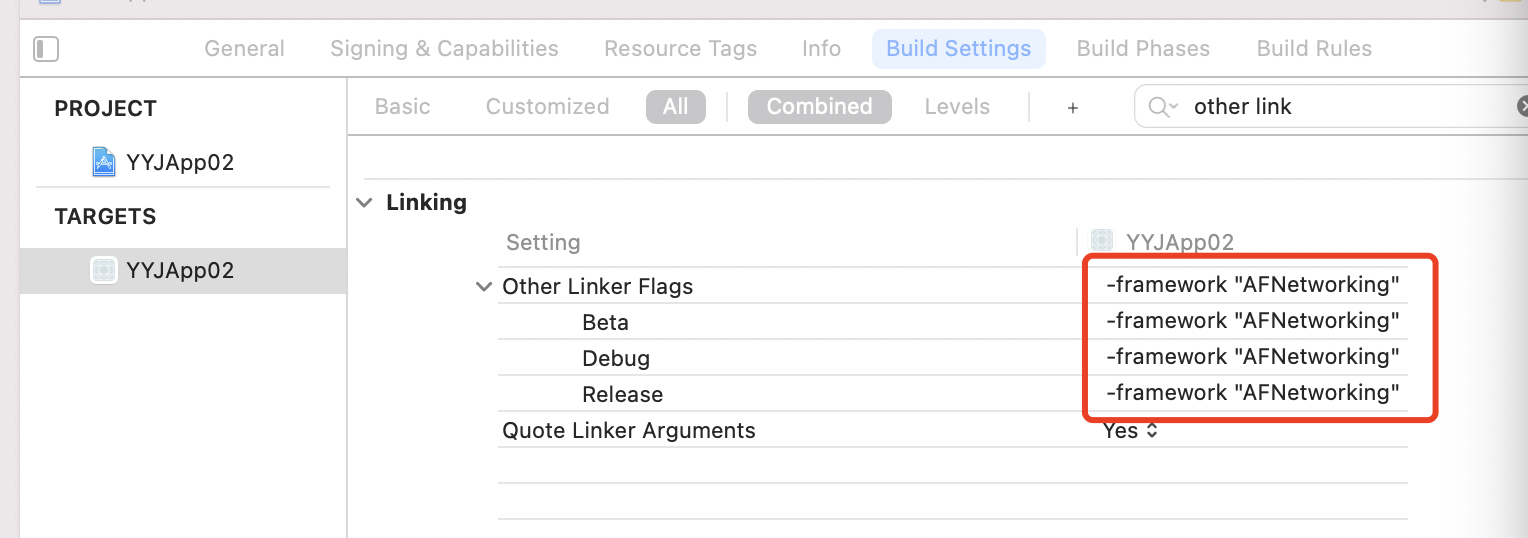 General Signing & Capabilities Resource Tags Info Build Settings Build Phases Build Rules
PROJECT
YYJApp02
TARGETS
YYJApp02
Basic Customized All Combined Levels + other link
Linking
Setting YYJApp02
Other Linker Flags -framework "AFNetworking"
Beta -framework "AFNetworking"
Debug -framework "AFNetworking"
Release -framework "AFNetworking"
Quote Linker Arguments Yes